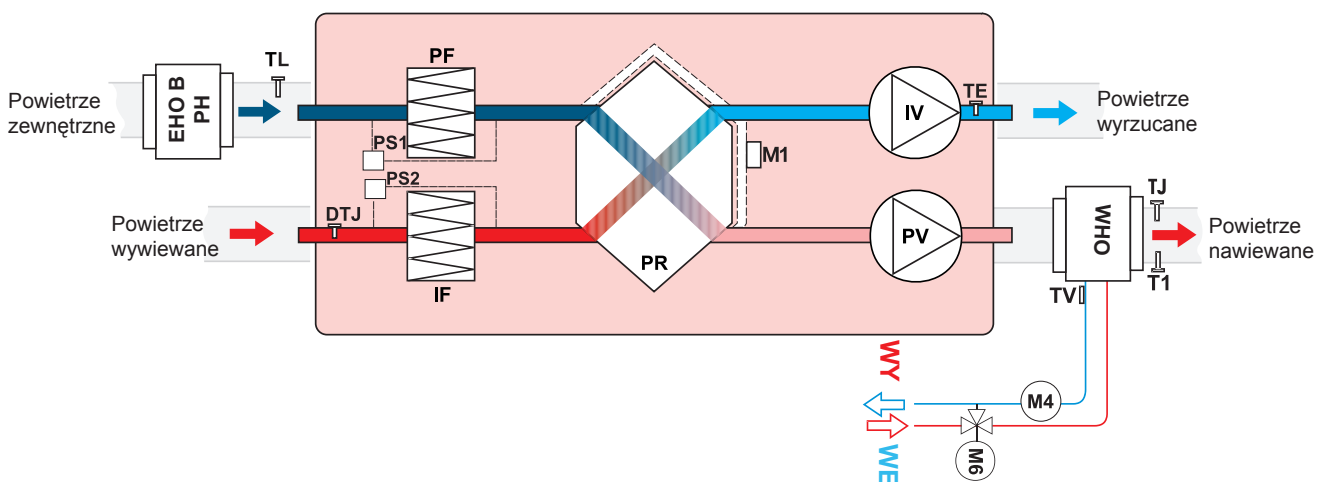 Powietrze
zewnętrzne
EHO B
PH
TL
PF
PS1
PS2
Powietrze
wywiewane
DTJ
IF
PR
M1
IV
TE
Powietrze
wyrzucane
PV
WHO
TJ
Powietrze
nawiewane
T1
TV
WY
M4
WE
M6